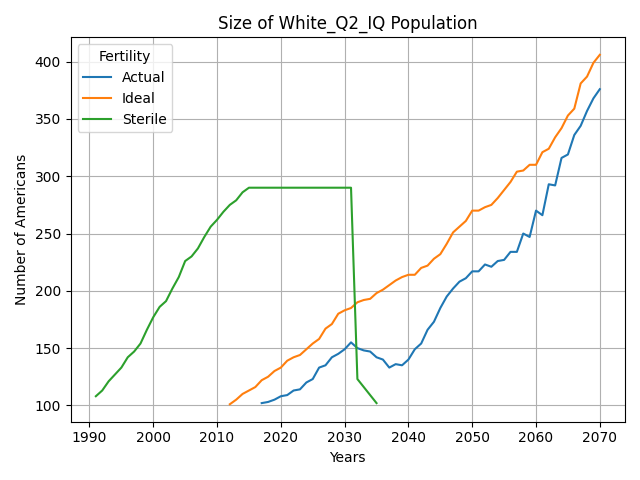 Size of White_Q2_IQ Population
Fertility
Actual
Ideal
Sterile
Number of Americans
400
350
300
250
200
150
100
1990 2000 2010 2020 2030 2040 2050 2060 2070
Years